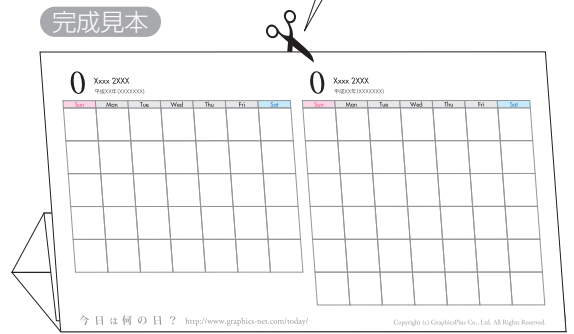 完成見本
0 Xxxx 2XXX
平成XX年(XXXXXXXX)
Sun Mon Tue Wed Thu Fri Sat
0 Xxxx 2XXX
平成XX年(XXXXXXXX)
Sun Mon Tue Wed Thu Fri Sat
今日は何の日? http://www.graphics-net.com/today/
Copyright (c) GraphicsPlus Co., Ltd. All Rights Reserved.